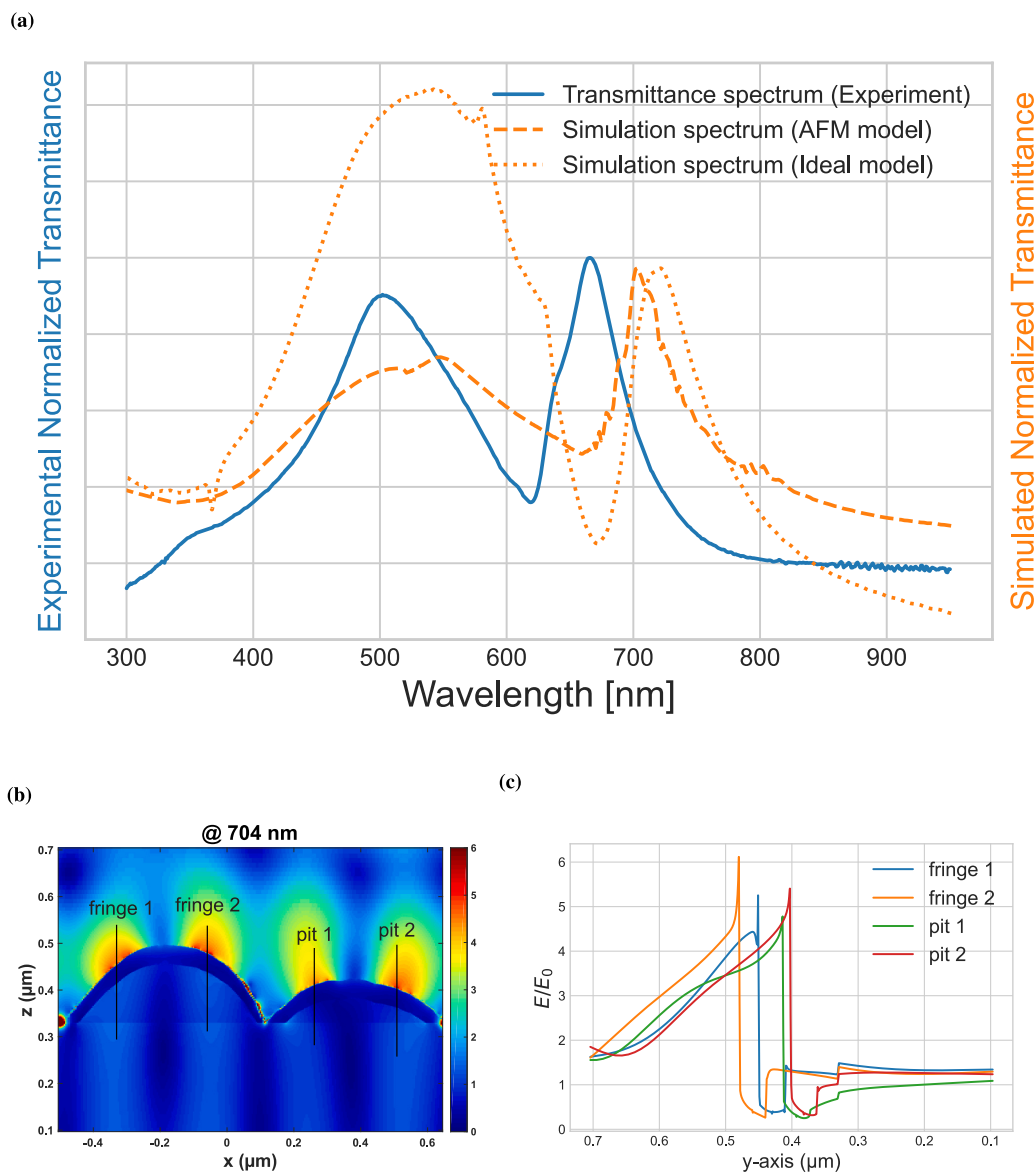 (a)
Experimental Normalized Transmittance
Simulated Normalized Transmittance
Transmittance spectrum (Experiment)
Simulation spectrum (AFM model)
Simulation spectrum (Ideal model)
300 400 500 600 700 800 900
Wavelength [nm]
(b)
@ 704 nm
z (µm)
0.7
0.6
0.5
0.4
0.3
0.2
0.1
fringe 1
fringe 2
pit 1
pit 2
6
5
4
3
2
1
0
-0.4 -0.2 0 0.2 0.4 0.6
x (µm)
(c)
E/E0
6
5
4
3
2
1
0
fringe 1
fringe 2
pit 1
pit 2
0.7 0.6 0.5 0.4 0.3 0.2 0.1
y-axis (µm)